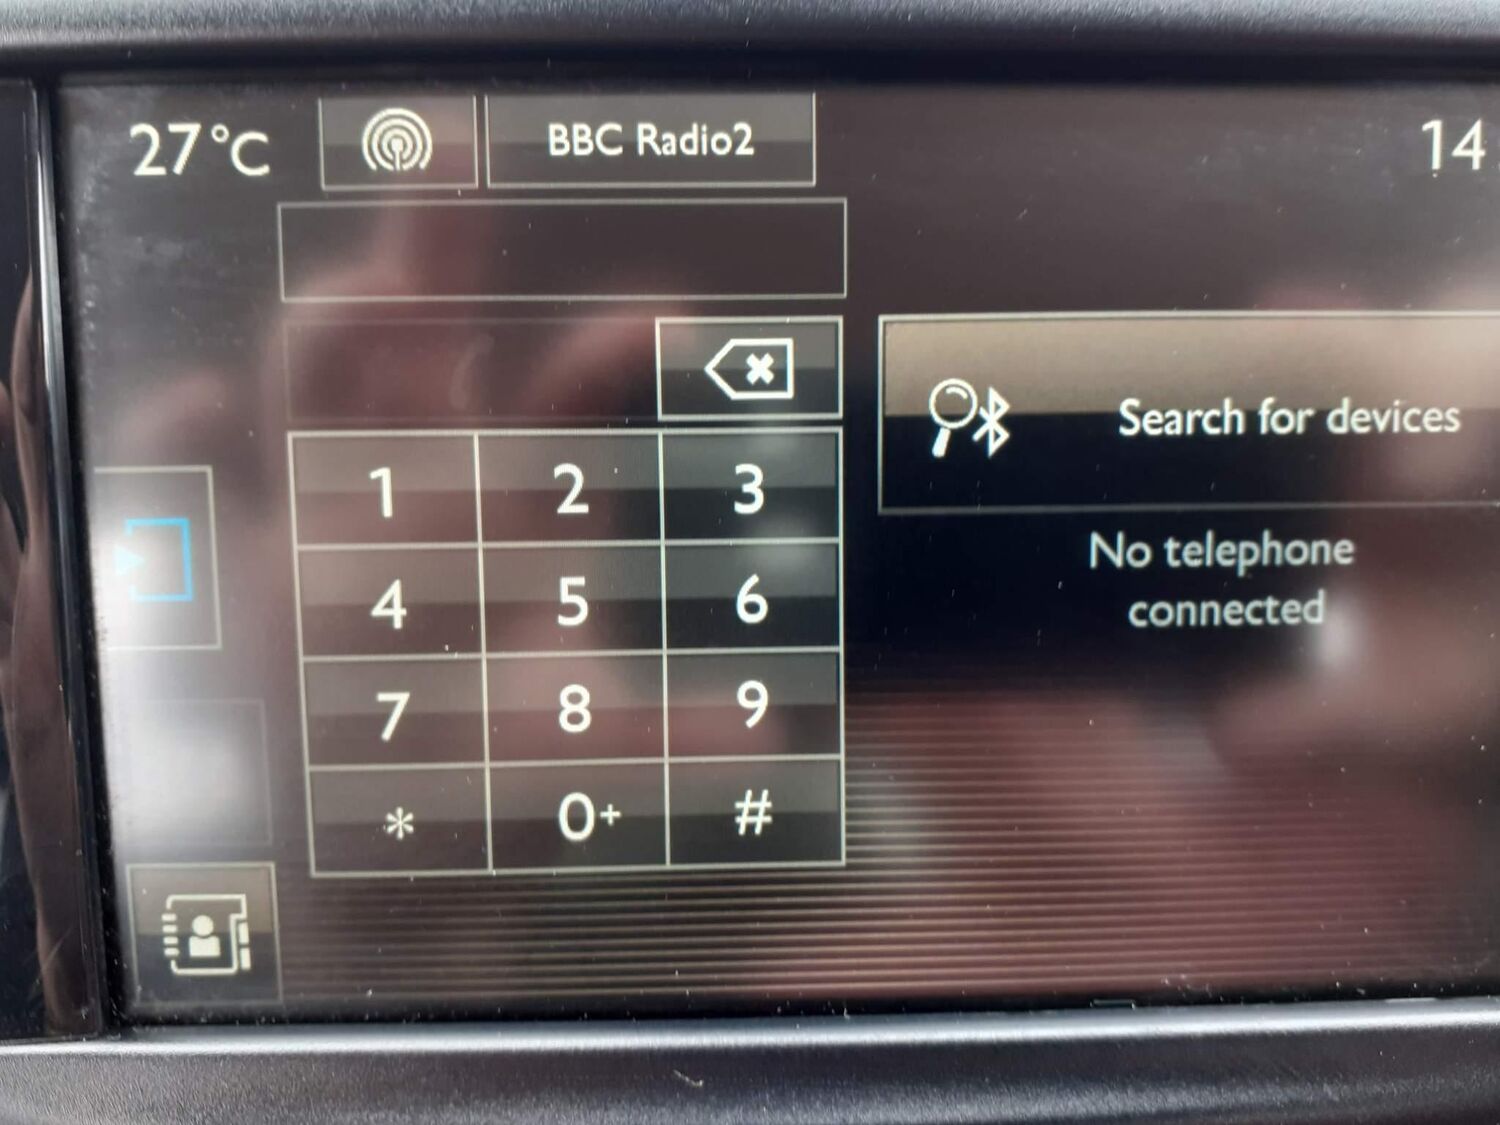 27°C
BBC Radio2
14
Search for devices
No telephone
connected
1 2 3
4 5 6
7 8 9
* 0+ #